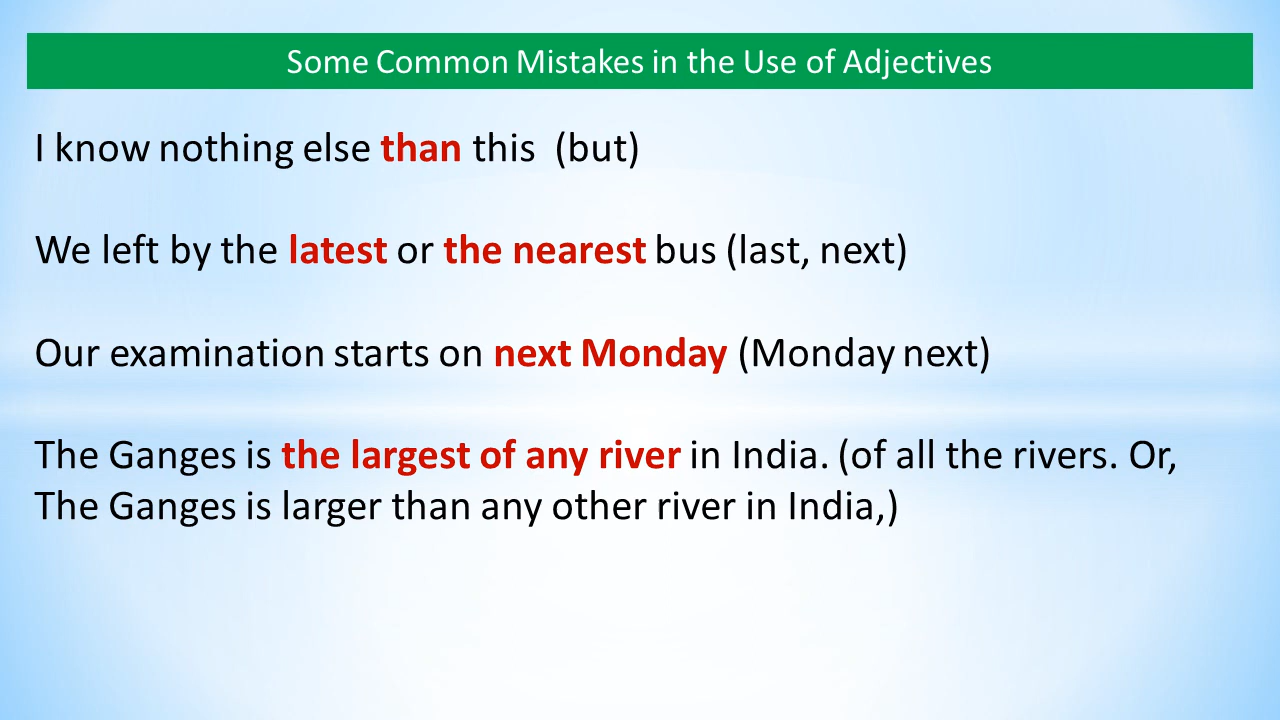 Some Common Mistakes in the Use of Adjectives
I know nothing else than this (but)
We left by the latest or the nearest bus (last, next)
Our examination starts on next Monday (Monday next)
The Ganges is the largest of any river in India. (of all the rivers. Or,
The Ganges is larger than any other river in India,)